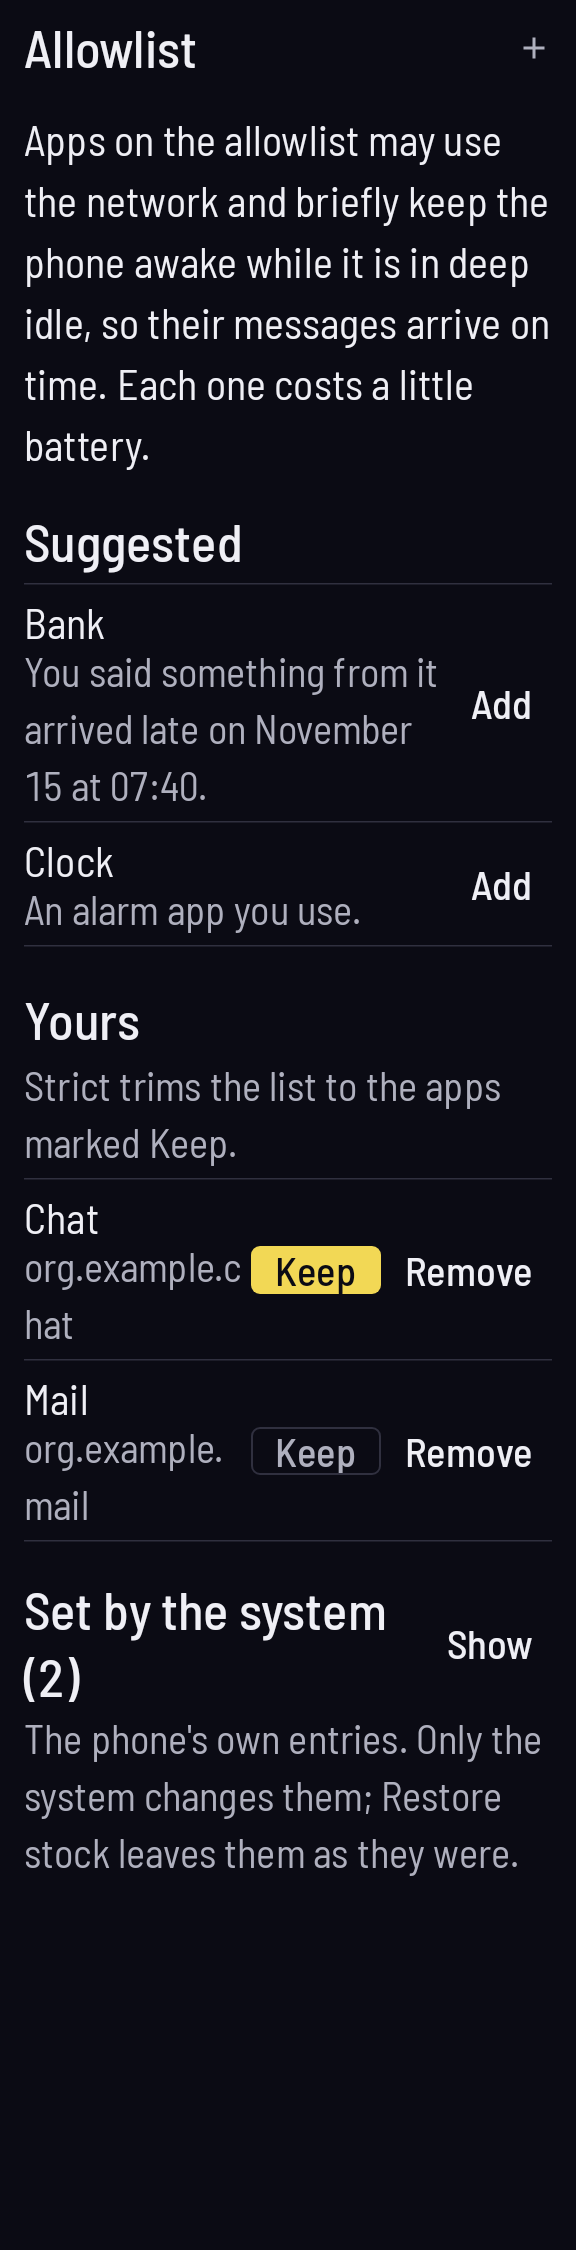 Allowlist
+
Apps on the allowlist may use
the network and briefly keep the
phone awake while it is in deep
idle, so their messages arrive on
time. Each one costs a little
battery.
Suggested
Bank
You said something from it
arrived late on November
15 at 07:40.
Add
Clock
An alarm app you use.
Add
Yours
Strict trims the list to the apps
marked Keep.
Chat
org.example.c
hat
Keep
Remove
Mail
org.example.
mail
Keep
Remove
Set by the system
(2)
Show
The phone's own entries. Only the
system changes them; Restore
stock leaves them as they were.